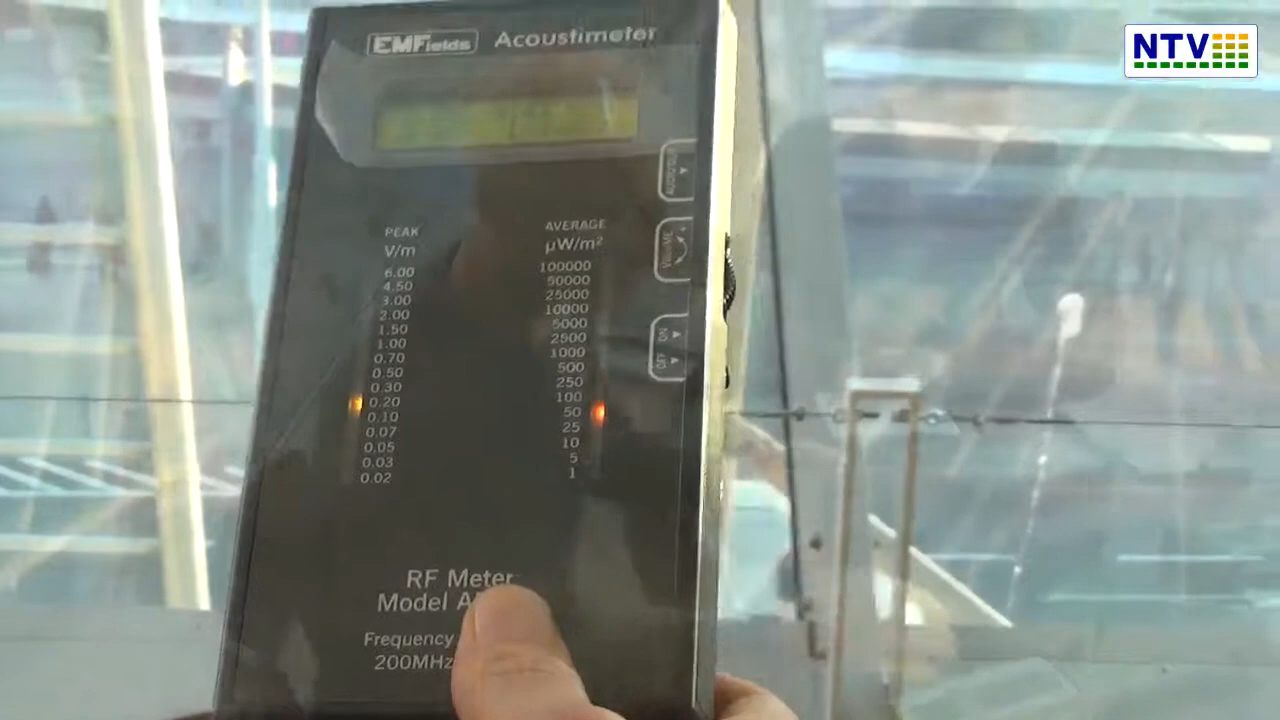 NTV
EMFields Acoustimeter
PEAK
V/m
6.00
4.50
3.00
2.00
1.50
1.00
0.70
0.50
0.30
0.20
0.10
0.07
0.05
0.03
0.02
AVERAGE
µW/m²
100000
50000
25000
10000
5000
2500
1000
500
250
100
50
25
10
5
1
VOLUME
OFF ON
RF Meter
Model
Frequency
200MHz